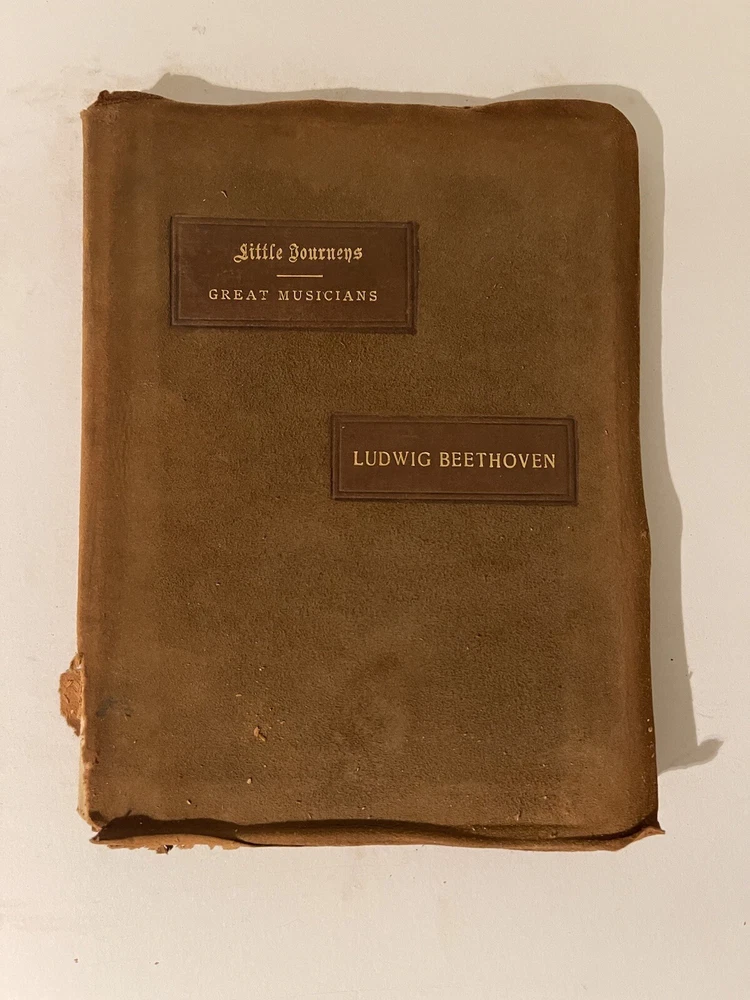 Little Journeys
GREAT MUSICIANS
LUDWIG BEETHOVEN